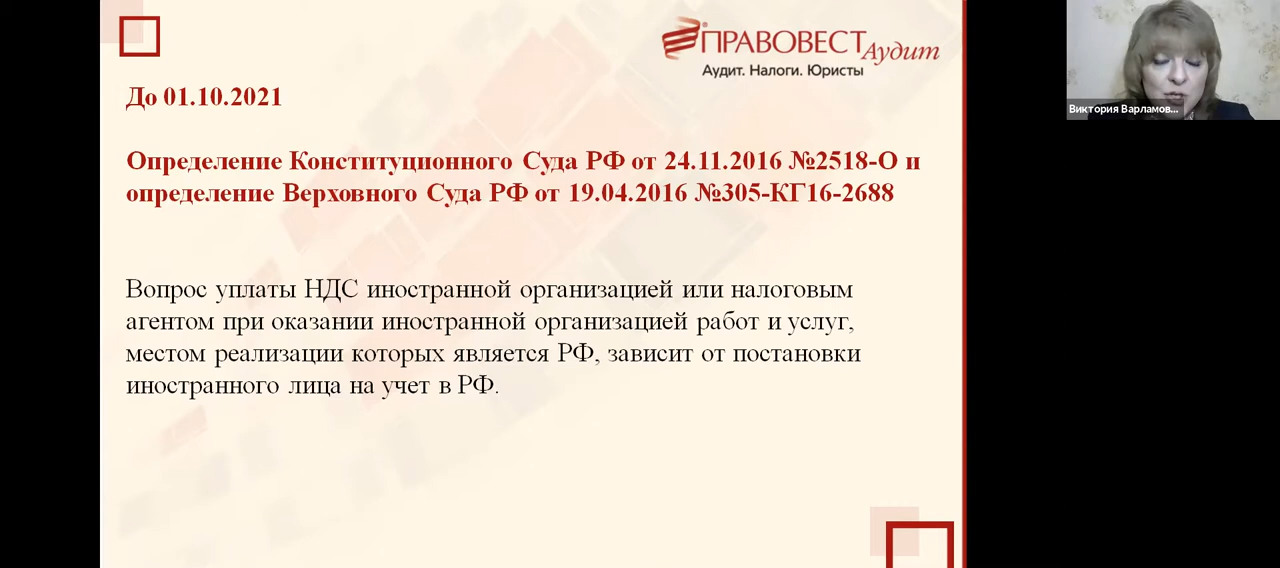 ПРАВОВЕСТ Аудит
Аудит. Налоги. Юристы
До 01.10.2021
Определение Конституционного Суда РФ от 24.11.2016 №2518-О и
определение Верховного Суда РФ от 19.04.2016 №305-КГ16-2688
Вопрос уплаты НДС иностранной организацией или налоговым
агентом при оказании иностранной организацией работ и услуг,
местом реализации которых является РФ, зависит от постановки
иностранного лица на учет в РФ.
Виктория Варламов...